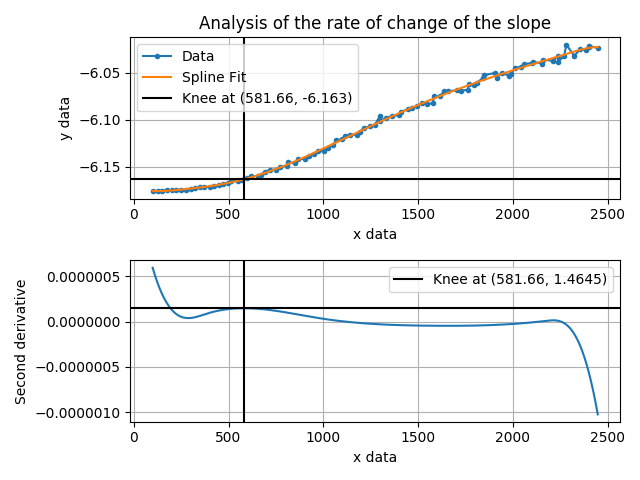 Analysis of the rate of change of the slope
Data
Spline Fit
Knee at (581.66, -6.163)
y data
−6.05
−6.10
−6.15
0 500 1000 1500 2000 2500
x data
Knee at (581.66, 1.4645)
Second derivative
0.0000005
0.0000000
−0.0000005
−0.0000010
0 500 1000 1500 2000 2500
x data